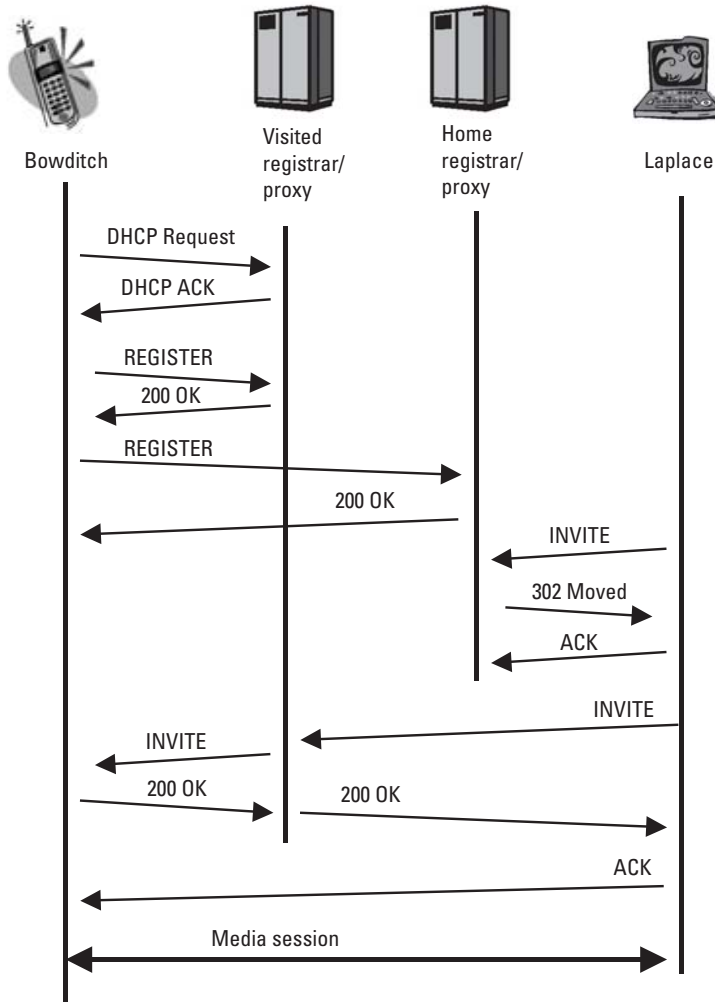 Bowditch
Visited
registrar/
proxy
Home
registrar/
proxy
Laplace
DHCP Request
DHCP ACK
REGISTER
200 OK
REGISTER
200 OK
INVITE
302 Moved
ACK
INVITE
INVITE
200 OK
200 OK
ACK
Media session